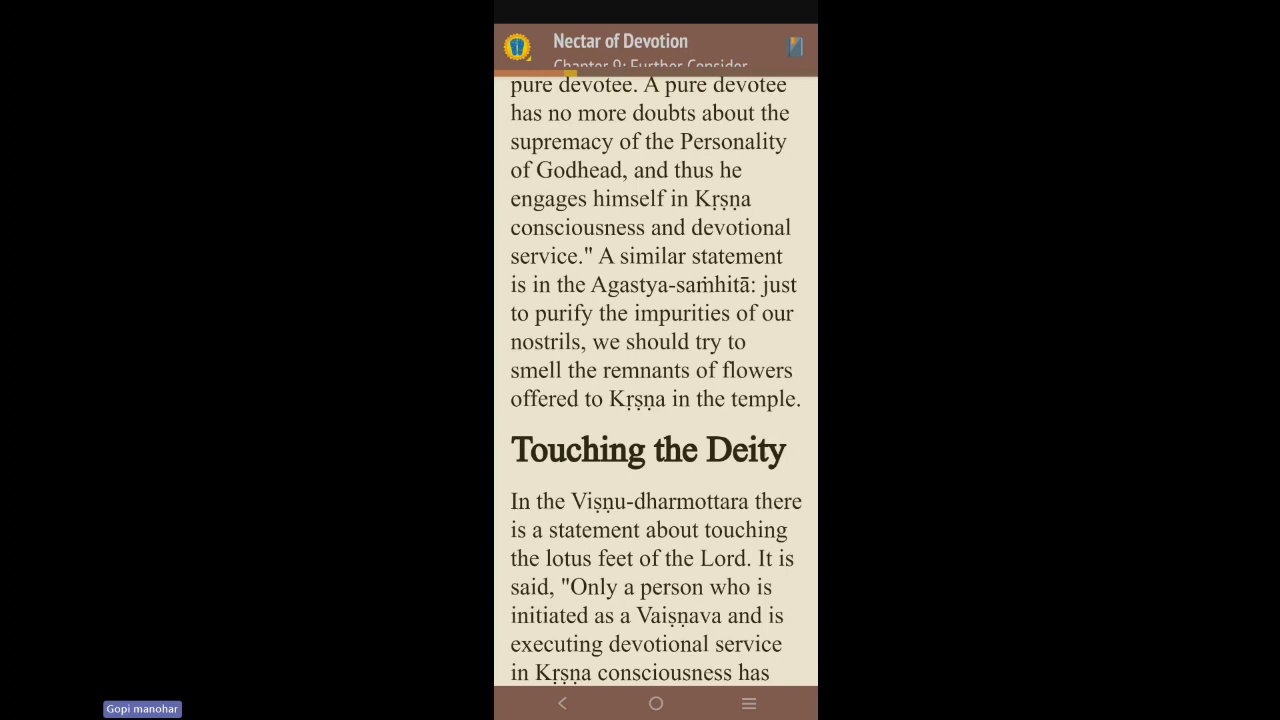 Nectar of Devotion
Chapter 9: Further Consider
pure devotee. A pure devotee
has no more doubts about the
supremacy of the Personality
of Godhead, and thus he
engages himself in Kṛṣṇa
consciousness and devotional
service." A similar statement
is in the Agastya-saṁhitā: just
to purify the impurities of our
nostrils, we should try to
smell the remnants of flowers
offered to Kṛṣṇa in the temple.
Touching the Deity
In the Viṣṇu-dharmottara there
is a statement about touching
the lotus feet of the Lord. It is
said, "Only a person who is
initiated as a Vaiṣṇava and is
executing devotional service
in Kṛṣṇa consciousness has
Gopi manohar